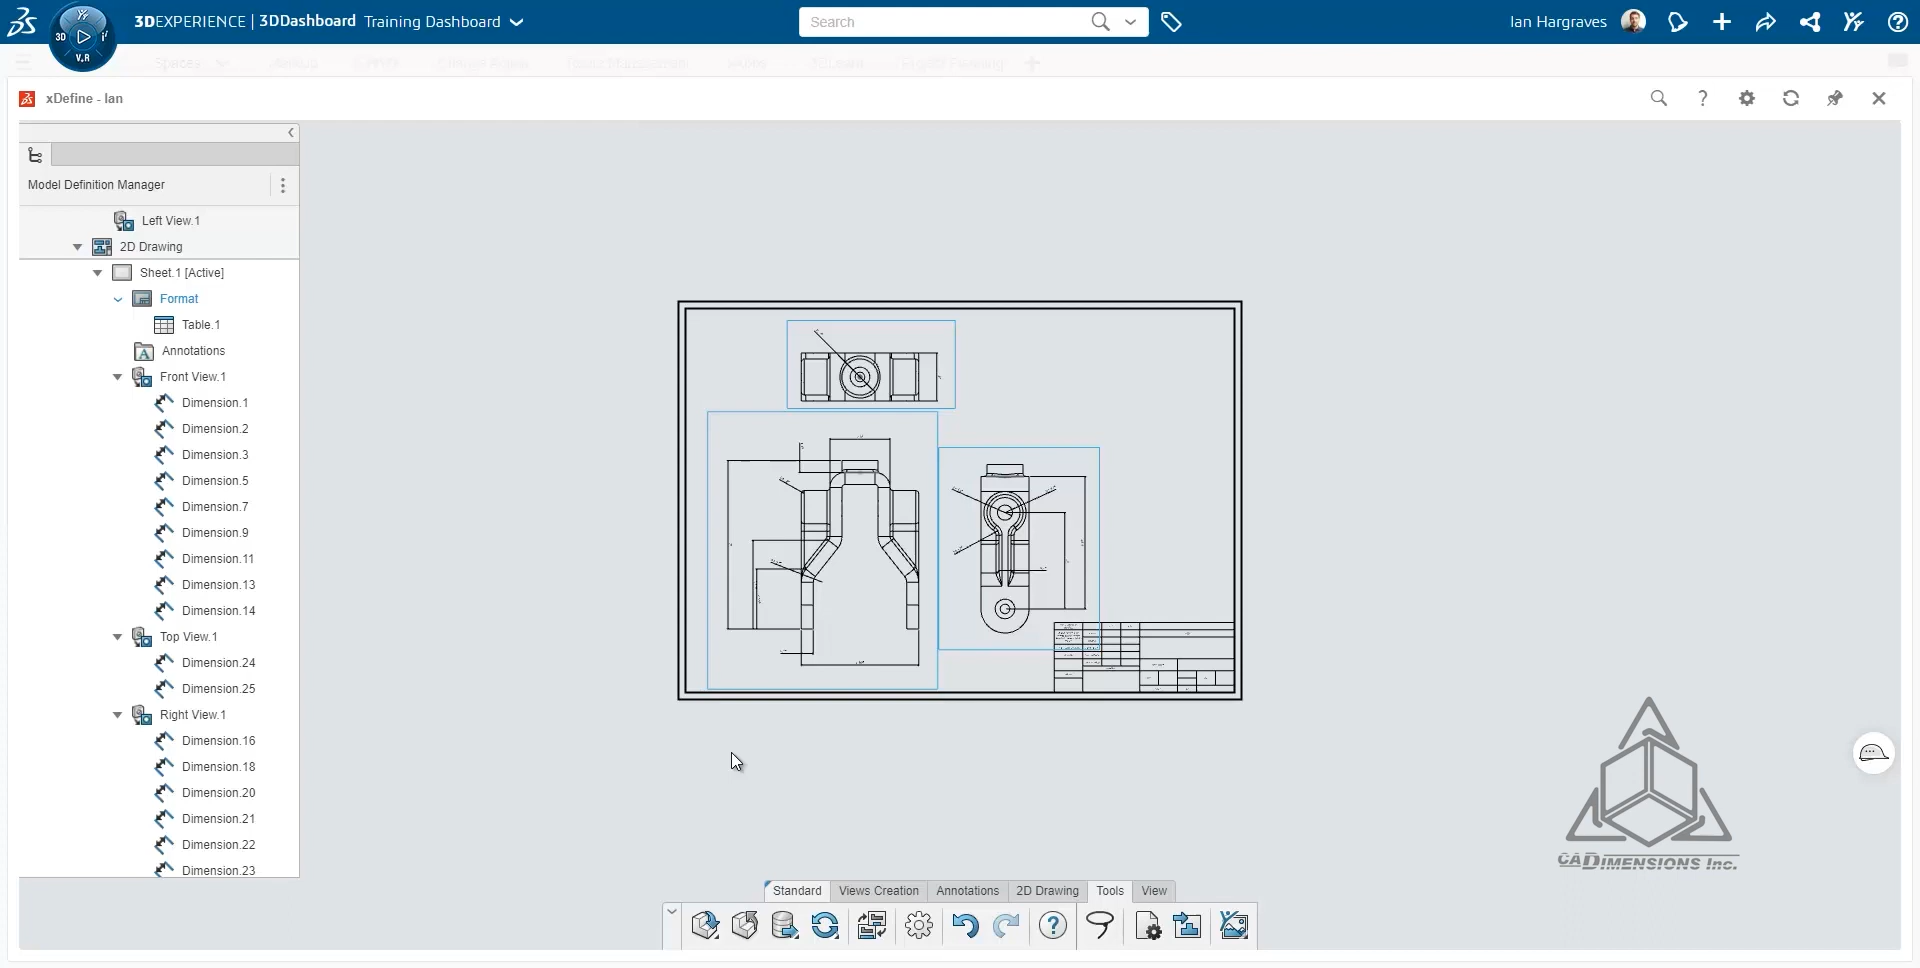 3DEXPERIENCE | 3DDashboard Training Dashboard
3D
V.R
Search
Ian Hargraves
xDefine - Ian
Model Definition Manager
Left View.1
2D Drawing
Sheet.1 [Active]
Format
Table.1
Annotations
Front View.1
Dimension.1
Dimension.2
Dimension.3
Dimension.5
Dimension.7
Dimension.9
Dimension.11
Dimension.13
Dimension.14
Top View.1
Dimension.24
Dimension.25
Right View.1
Dimension.16
Dimension.18
Dimension.20
Dimension.21
Dimension.22
Dimension.23
CADIMENSIONS Inc.
Standard Views Creation Annotations 2D Drawing Tools View